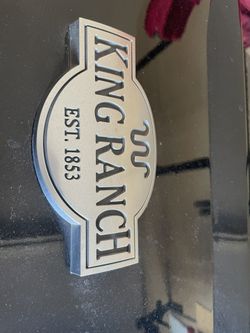 KING RANCH
EST. 1853